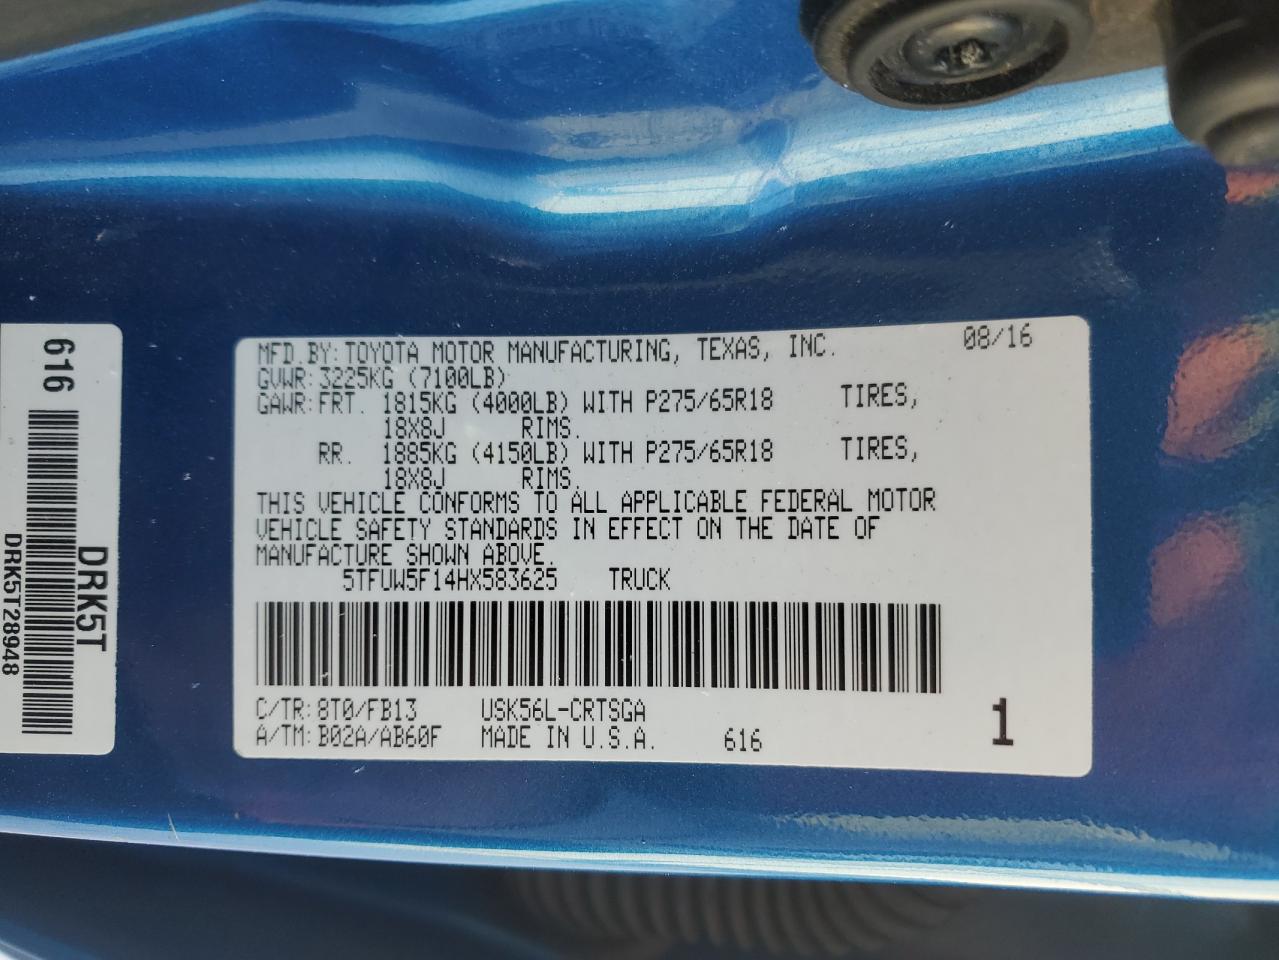 MFD.BY:TOYOTA MOTOR MANUFACTURING, TEXAS, INC. 08/16
GVWR:3225KG (7100LB)
GAWR:FRT. 1815KG (4000LB) WITH P275/65R18 TIRES,
18X8J RIMS.
RR. 1885KG (4150LB) WITH P275/65R18 TIRES,
18X8J RIMS.
THIS VEHICLE CONFORMS TO ALL APPLICABLE FEDERAL MOTOR
VEHICLE SAFETY STANDARDS IN EFFECT ON THE DATE OF
MANUFACTURE SHOWN ABOVE.
5TFUW5F14HX583625 TRUCK
C/TR:8T0/FB13 USK56L-CRTSGA
A/TM:B02A/AB60F MADE IN U.S.A. 616 1
616
DRK5T
DRK5T28948